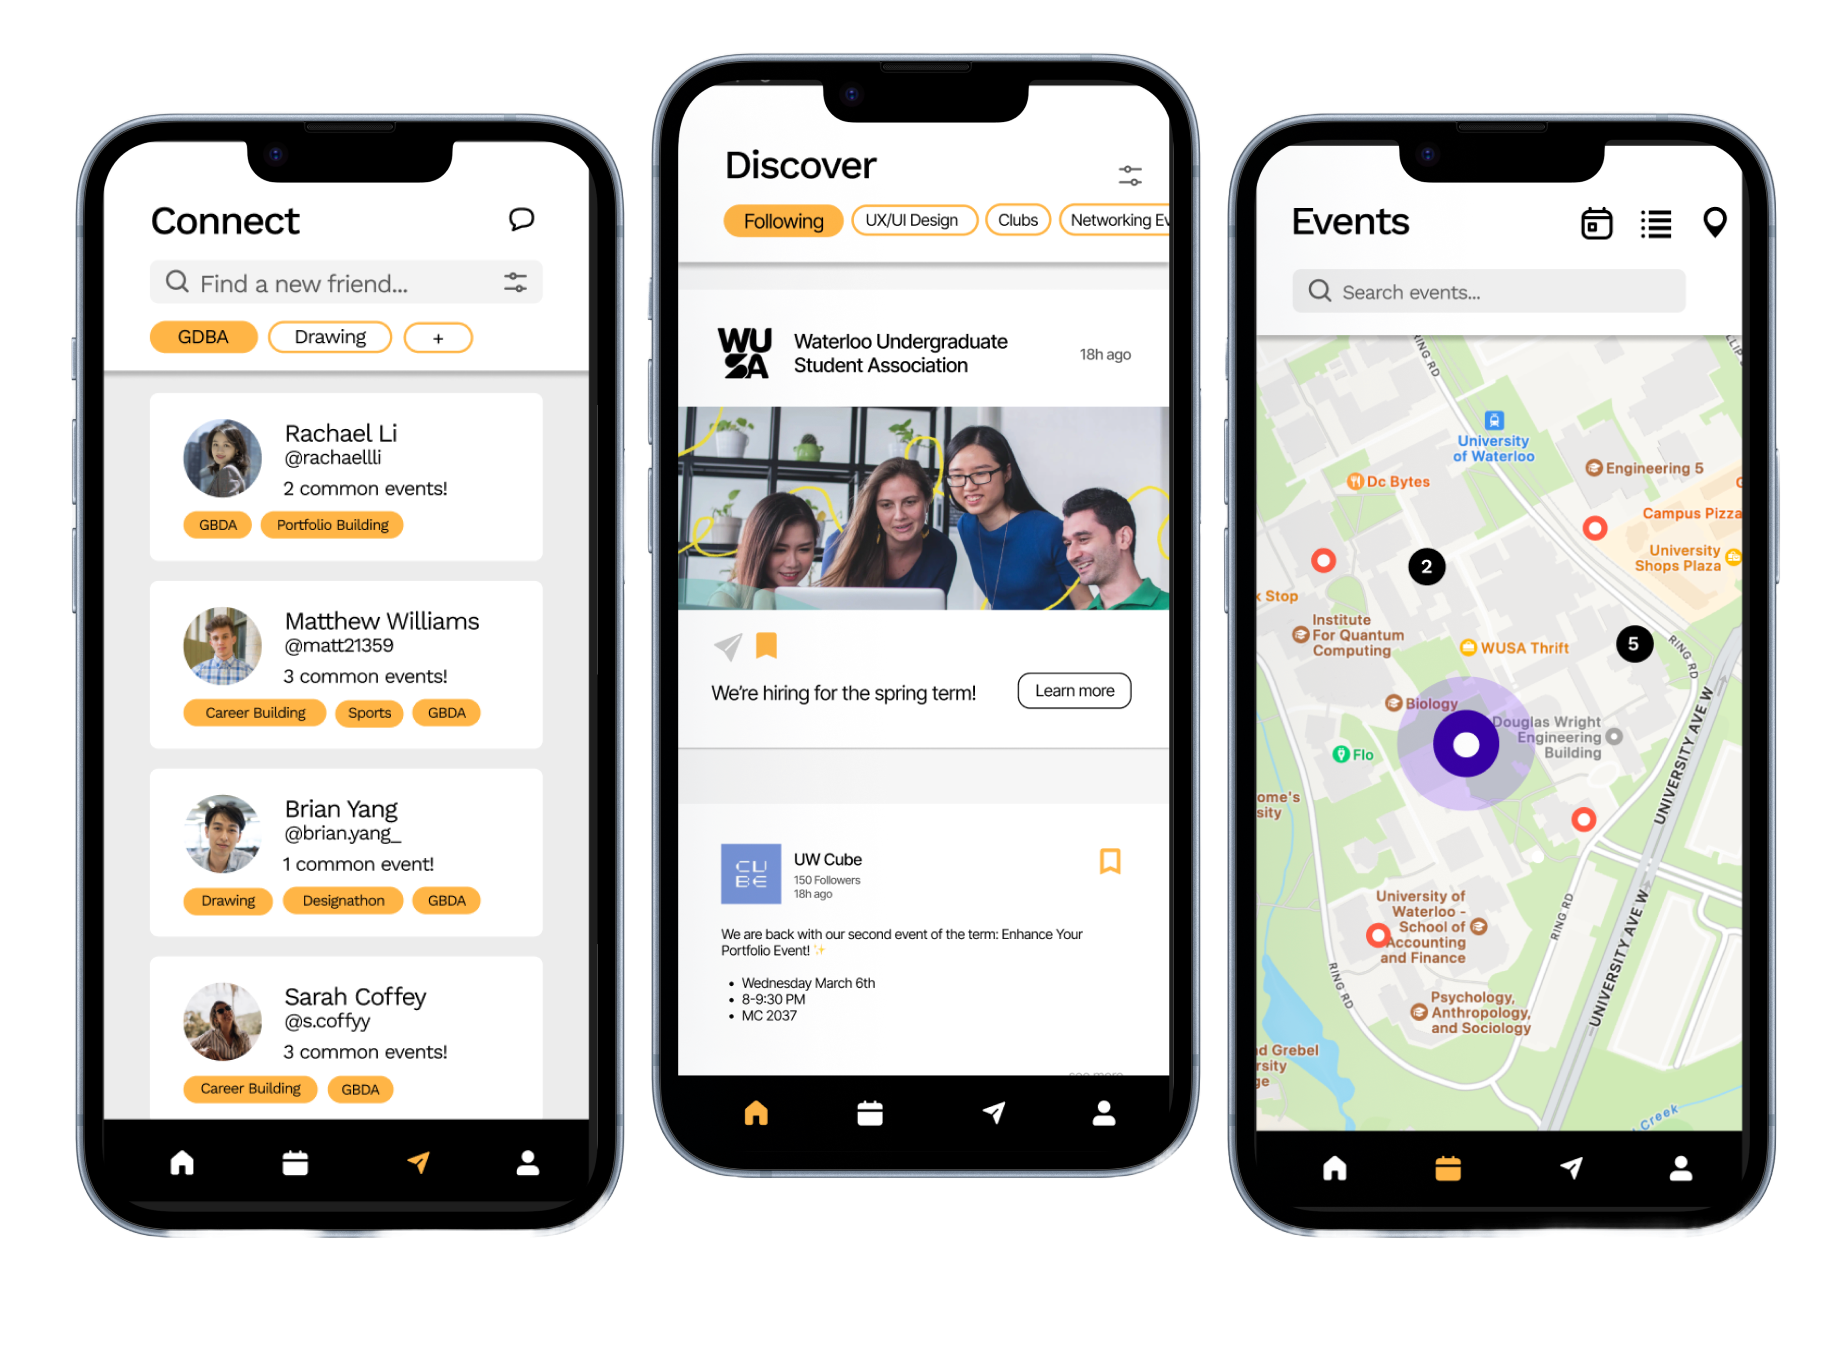 Connect
Find a new friend...
GDBA
Drawing
+
Rachael Li
@rachaellli
2 common events!
GBDA
Portfolio Building
Matthew Williams
@matt21359
3 common events!
Career Building
Sports
GBDA
Brian Yang
@brian.yang_
1 common event!
Drawing
Designathon
GBDA
Sarah Coffey
@s.coffyy
3 common events!
Career Building
GBDA
Discover
Following
UX/UI Design
Clubs
Networking Ev
WU
SA
Waterloo Undergraduate
Student Association
18h ago
We're hiring for the spring term!
Learn more
CU
BE
UW Cube
150 Followers
18h ago
We are back with our second event of the term: Enhance Your
Portfolio Event! ✨
• Wednesday March 6th
• 8-9:30 PM
• MC 2037
see more
Events
Search events...
RING RD
University
of Waterloo
Engineering 5
Dc Bytes
Campus Pizza
University
Shops Plaza
2
k Stop
Institute
For Quantum
Computing
WUSA Thrift
5
RING RD
Biology
Douglas Wright
Engineering
Building
Flo
UNIVERSITY AVE W
ome's
sity
University of
Waterloo -
School of
Accounting
and Finance
RING RD
UNIVERSITY AVE W
RING RD
Psychology,
Anthropology,
and Sociology
d Grebel
rsity
ge
Creek